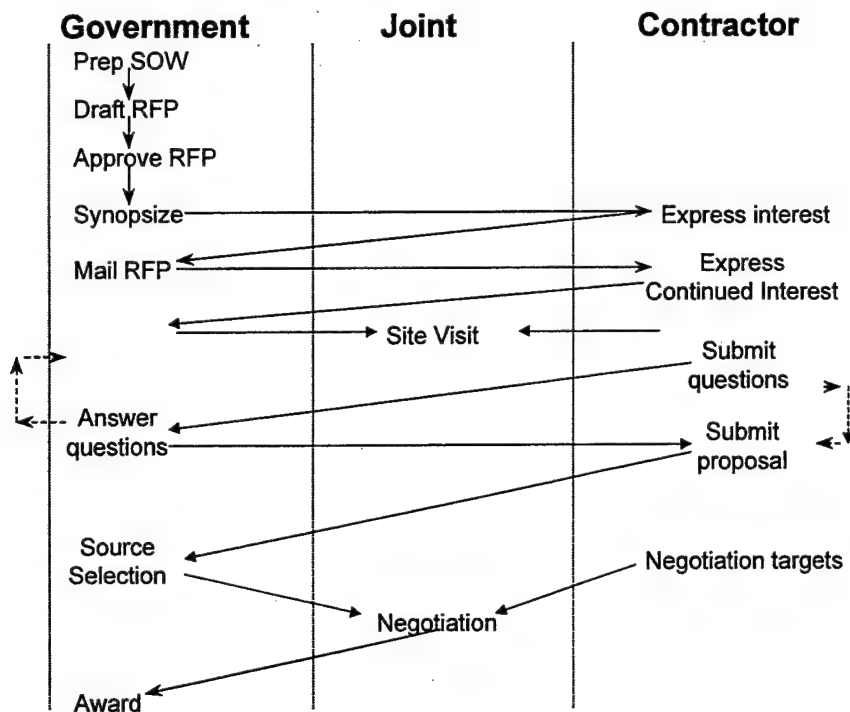 Government Joint Contractor
Prep SOW
Draft RFP
Approve RFP
Synopsize Express interest
Mail RFP Express
Continued Interest
Site Visit
Submit
questions
Answer
questions
Submit
proposal
Source
Selection
Negotiation targets
Negotiation
Award